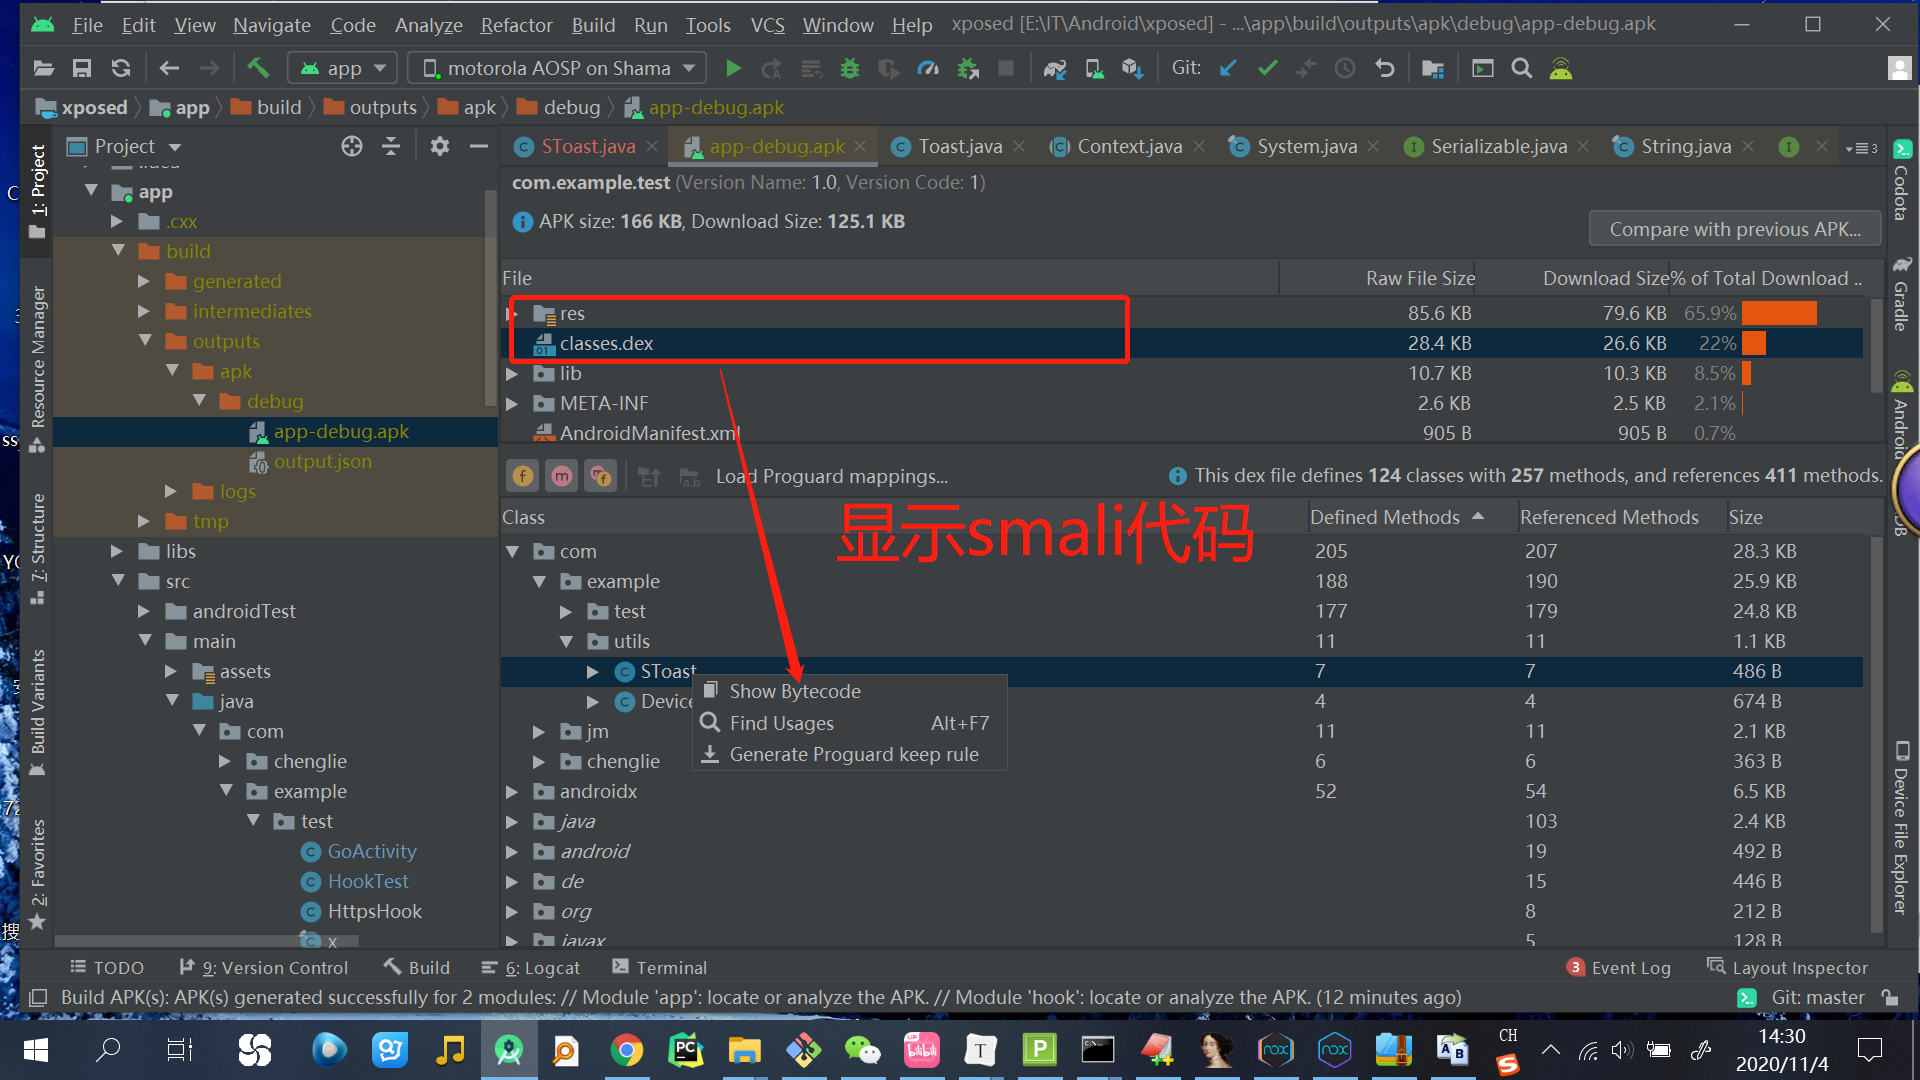 File Edit View Navigate Code Analyze Refactor Build Run Tools VCS Window Help xposed [E:\IT\Android\xposed] - ...\app\build\outputs\apk\debug\app-debug.apk
app motorola AOSP on Shama Git:
xposed app build outputs apk debug app-debug.apk
Project
SToast.java app-debug.apk Toast.java Context.java System.java Serializable.java String.java 3
com.example.test (Version Name: 1.0, Version Code: 1)
APK size: 166 KB, Download Size: 125.1 KB
Compare with previous APK...
File Raw File Size Download Size % of Total Download ..
res 85.6 KB 79.6 KB 65.9%
classes.dex 28.4 KB 26.6 KB 22%
lib 10.7 KB 10.3 KB 8.5%
META-INF 2.6 KB 2.5 KB 2.1%
AndroidManifest.xml 905 B 905 B 0.7%
Load Proguard mappings...
This dex file defines 124 classes with 257 methods, and references 411 methods.
显示smali代码
Class Defined Methods Referenced Methods Size
com 205 207 28.3 KB
example 188 190 25.9 KB
test 177 179 24.8 KB
utils 11 11 1.1 KB
SToast 7 7 486 B
Device 4 4 674 B
jm 11 11 2.1 KB
chenglie 6 6 363 B
androidx 52 54 6.5 KB
java 103 2.4 KB
android 19 492 B
de 15 446 B
org 8 212 B
javax 5 128 B
Show Bytecode
Find Usages Alt+F7
Generate Proguard keep rule
app
.cxx
build
generated
intermediates
outputs
apk
debug
app-debug.apk
output.json
logs
tmp
libs
src
androidTest
main
assets
java
com
chenglie
example
test
GoActivity
HookTest
HttpsHook
x
1: Project
Resource Manager
7: Structure
Build Variants
2: Favorites
Codota
Gradle
Android
DB
Device File Explorer
TODO 9: Version Control Build 6: Logcat Terminal 3 Event Log Layout Inspector
Build APK(s): APK(s) generated successfully for 2 modules: // Module 'app': locate or analyze the APK. // Module 'hook': locate or analyze the APK. (12 minutes ago) Git: master
CH
14:30
2020/11/4